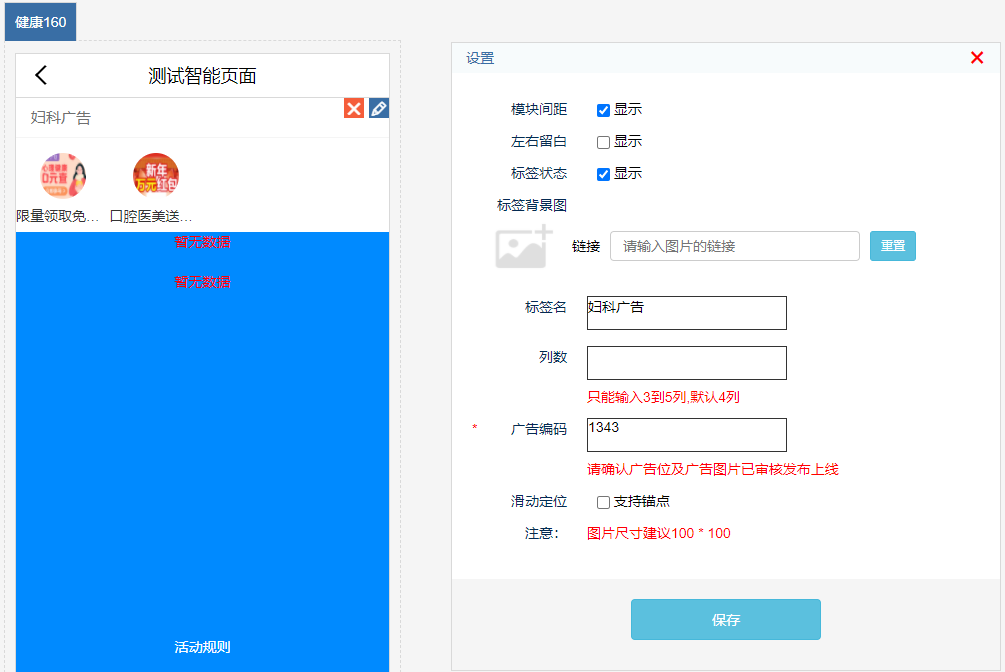 健康160
测试智能页面
妇科广告
心理健康
0元查
新年
万元红包
限量领取免...
口腔医美送...
暂无数据
暂无数据
活动规则
设置
模块间距 显示
左右留白 显示
标签状态 显示
标签背景图
链接 请输入图片的链接 重置
标签名 妇科广告
列数
只能输入3到5列,默认4列
* 广告编码 1343
请确认广告位及广告图片已审核发布上线
滑动定位 支持锚点
注意： 图片尺寸建议100 * 100
保存